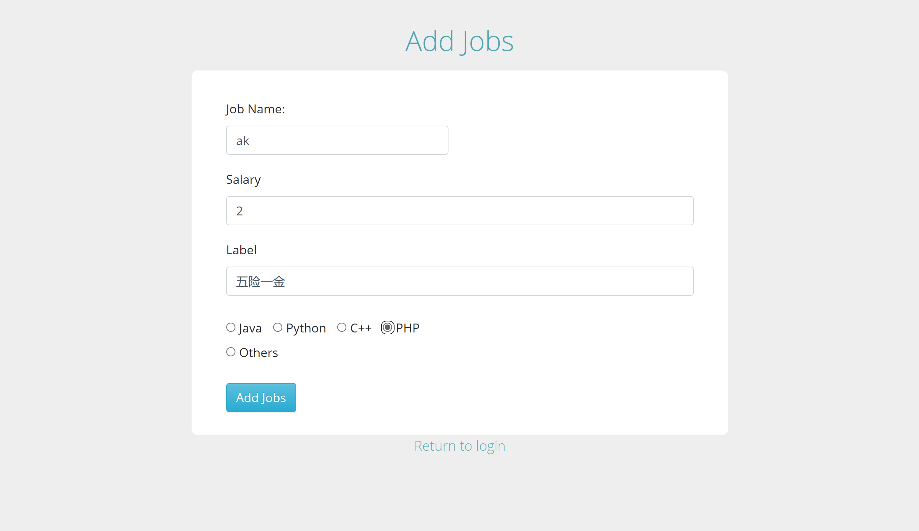 Add Jobs
Job Name:
ak
Salary
2
Label
五险一金
Java Python C++ PHP
Others
Add Jobs
Return to login